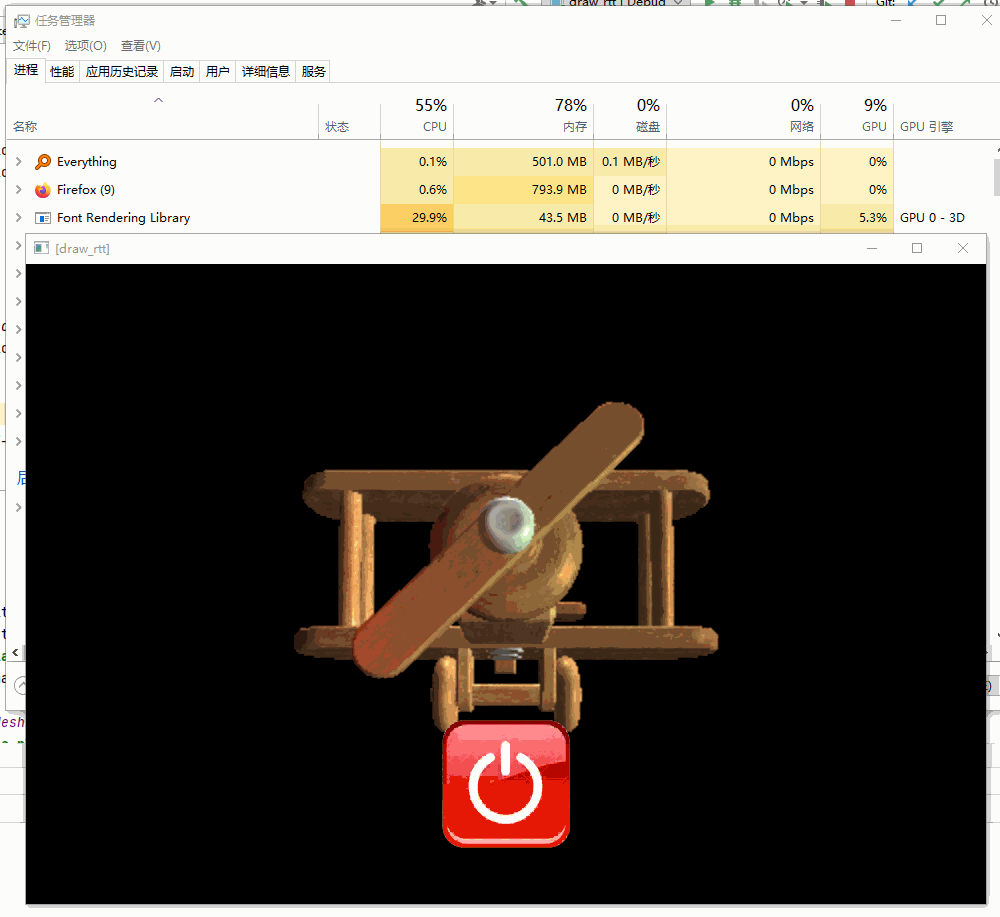 draw_rtt | Debug
Git:
任务管理器
文件(F) 选项(O) 查看(V)
进程 性能 应用历史记录 启动 用户 详细信息 服务
55% 78% 0% 0% 9%
名称 状态 CPU 内存 磁盘 网络 GPU GPU 引擎
Everything 0.1% 501.0 MB 0.1 MB/秒 0 Mbps 0%
Firefox (9) 0.6% 793.9 MB 0 MB/秒 0 Mbps 0%
Font Rendering Library 29.9% 43.5 MB 0 MB/秒 0 Mbps 5.3% GPU 0 - 3D
[draw_rtt]